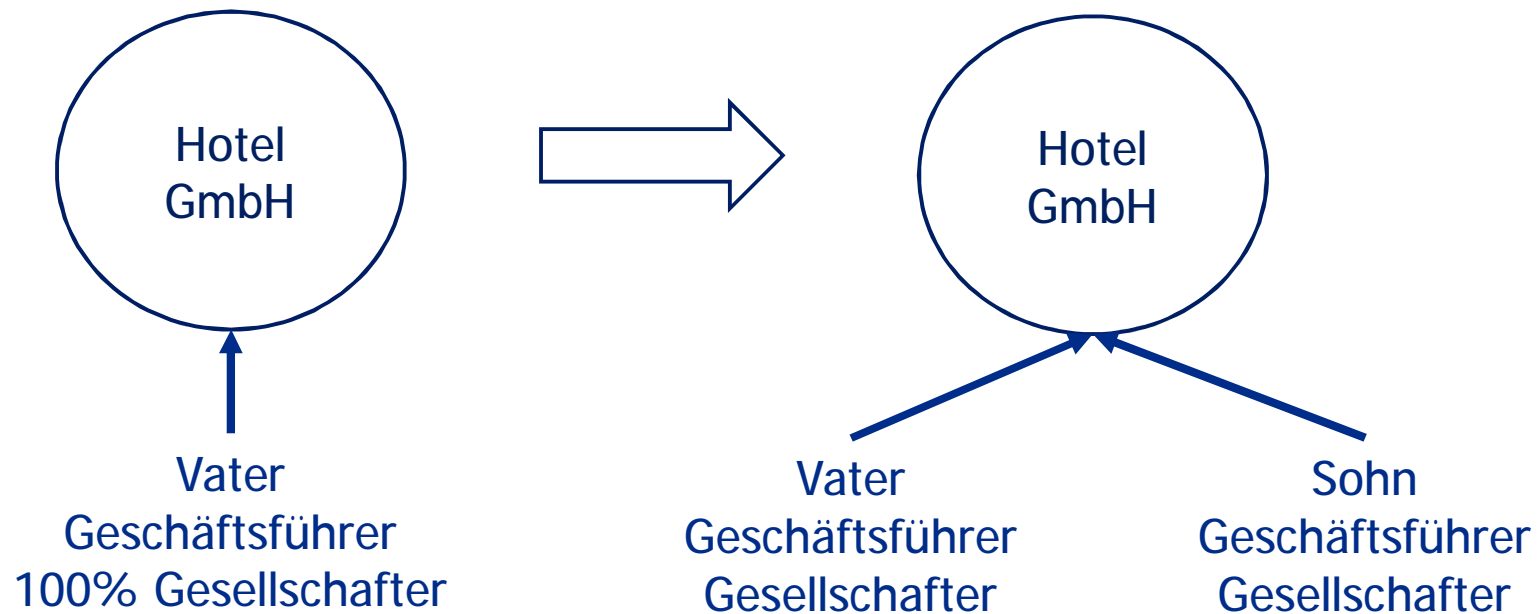 Hotel
GmbH
Hotel
GmbH
Vater
Geschäftsführer
100% Gesellschafter
Vater
Geschäftsführer
Gesellschafter
Sohn
Geschäftsführer
Gesellschafter